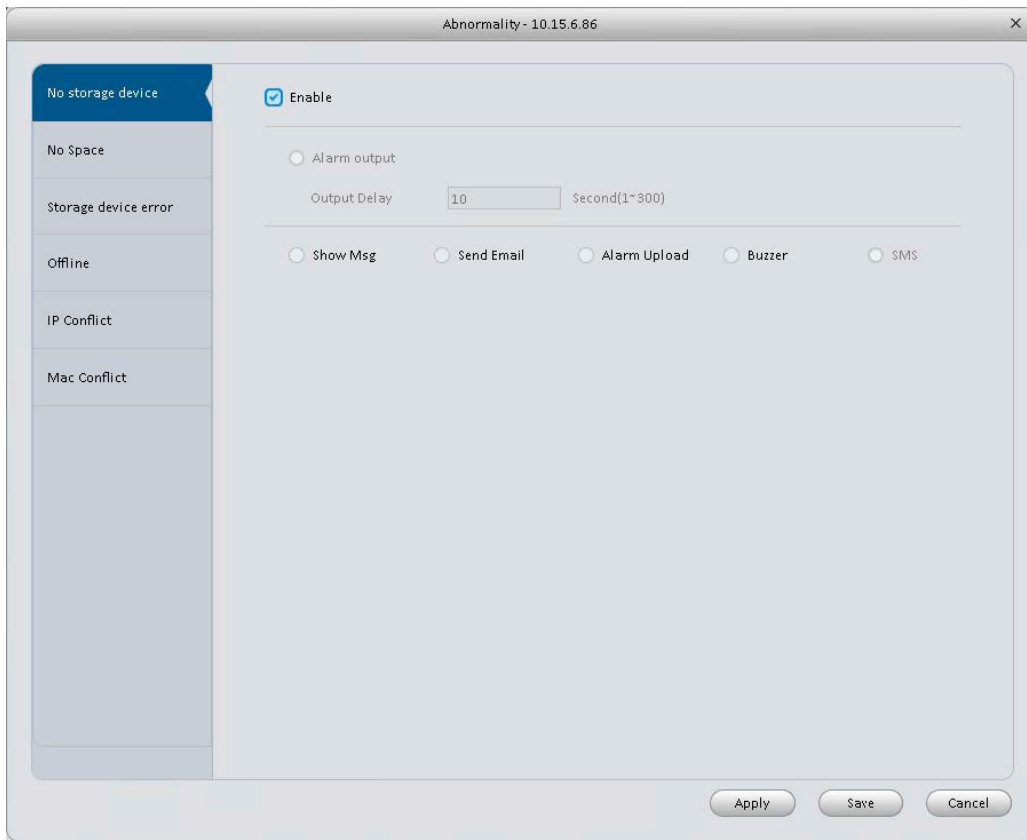 Abnormality - 10.15.6.86
No storage device
Enable
No Space
Alarm output
Output Delay 10 Second(1~300)
Storage device error
Show Msg Send Email Alarm Upload Buzzer SMS
Offline
IP Conflict
Mac Conflict
Apply Save Cancel